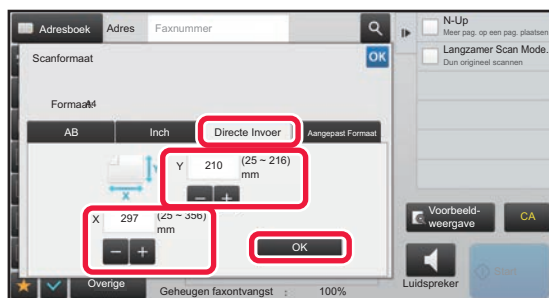 Adresboek Adres Faxnummer
N-Up
Meer pag. op een pag. plaatsen
Scanformaat OK
Langzamer Scan Mode.
Dun origineel scannen
Formaat: A4
AB Inch Directe Invoer Aangepast Formaat
Y
Y 210 (25 ~ 216)
mm
X
X 297 (25 ~ 356)
mm
OK
Voorbeeld-
weergave
CA
Overige
Geheugen faxontvangst : 100%
Luidspreker
Start